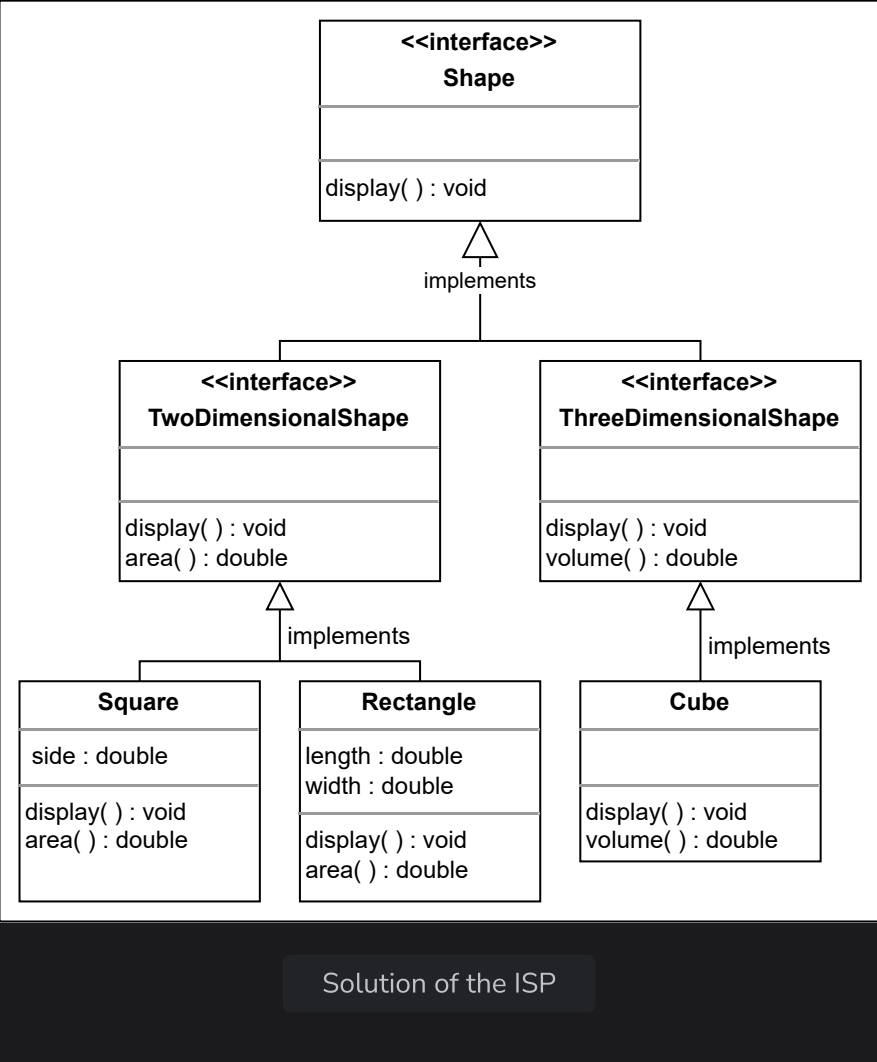 <<interface>>
Shape
display( ) : void
implements
<<interface>>
TwoDimensionalShape
display( ) : void
area( ) : double
<<interface>>
ThreeDimensionalShape
display( ) : void
volume( ) : double
implements
implements
Square
side : double
display( ) : void
area( ) : double
Rectangle
length : double
width : double
display( ) : void
area( ) : double
Cube
display( ) : void
volume( ) : double
Solution of the ISP